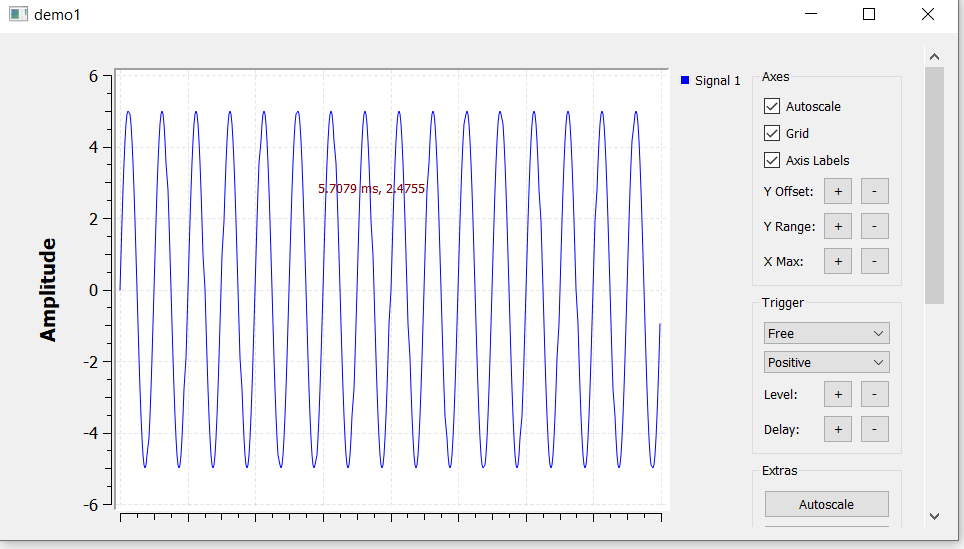 demo1
6
4
2
0
-2
-4
-6
Amplitude
5.7079 ms, 2.4755
Signal 1
Axes
Autoscale
Grid
Axis Labels
Y Offset: + -
Y Range: + -
X Max: + -
Trigger
Free
Positive
Level: + -
Delay: + -
Extras
Autoscale